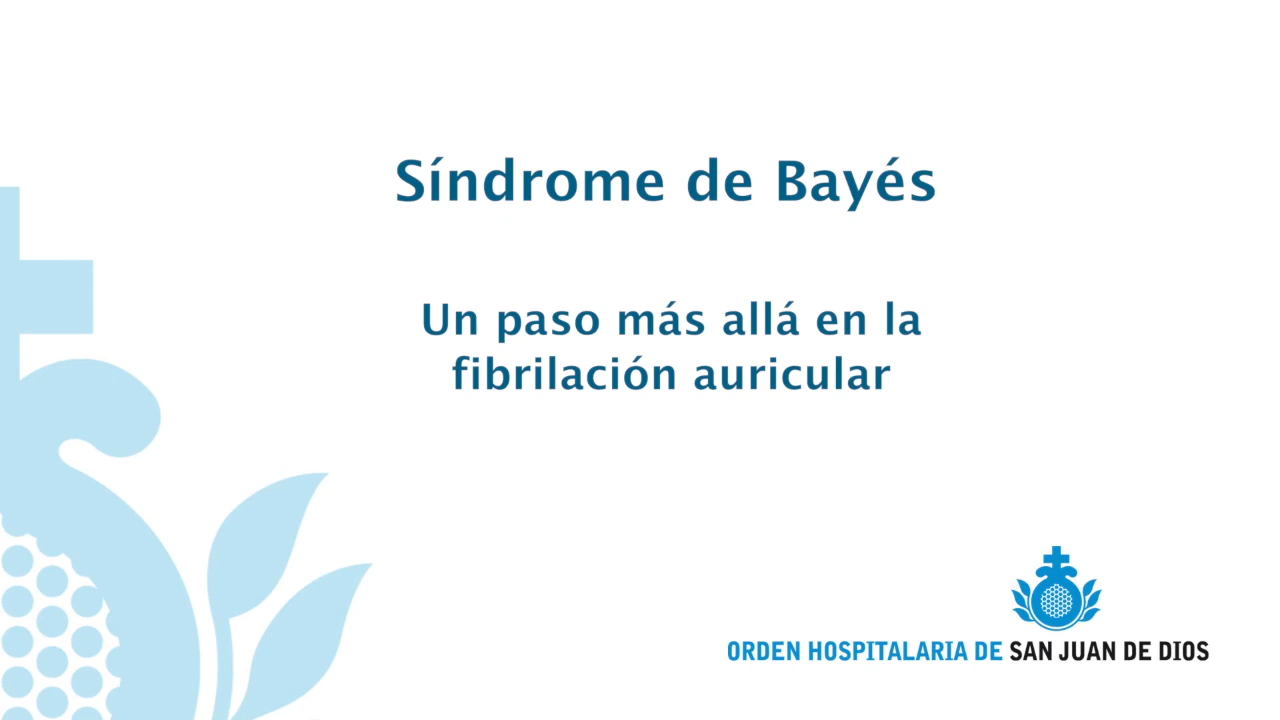 Síndrome de Bayés
Un paso más allá en la
fibrilación auricular
ORDEN HOSPITALARIA DE SAN JUAN DE DIOS